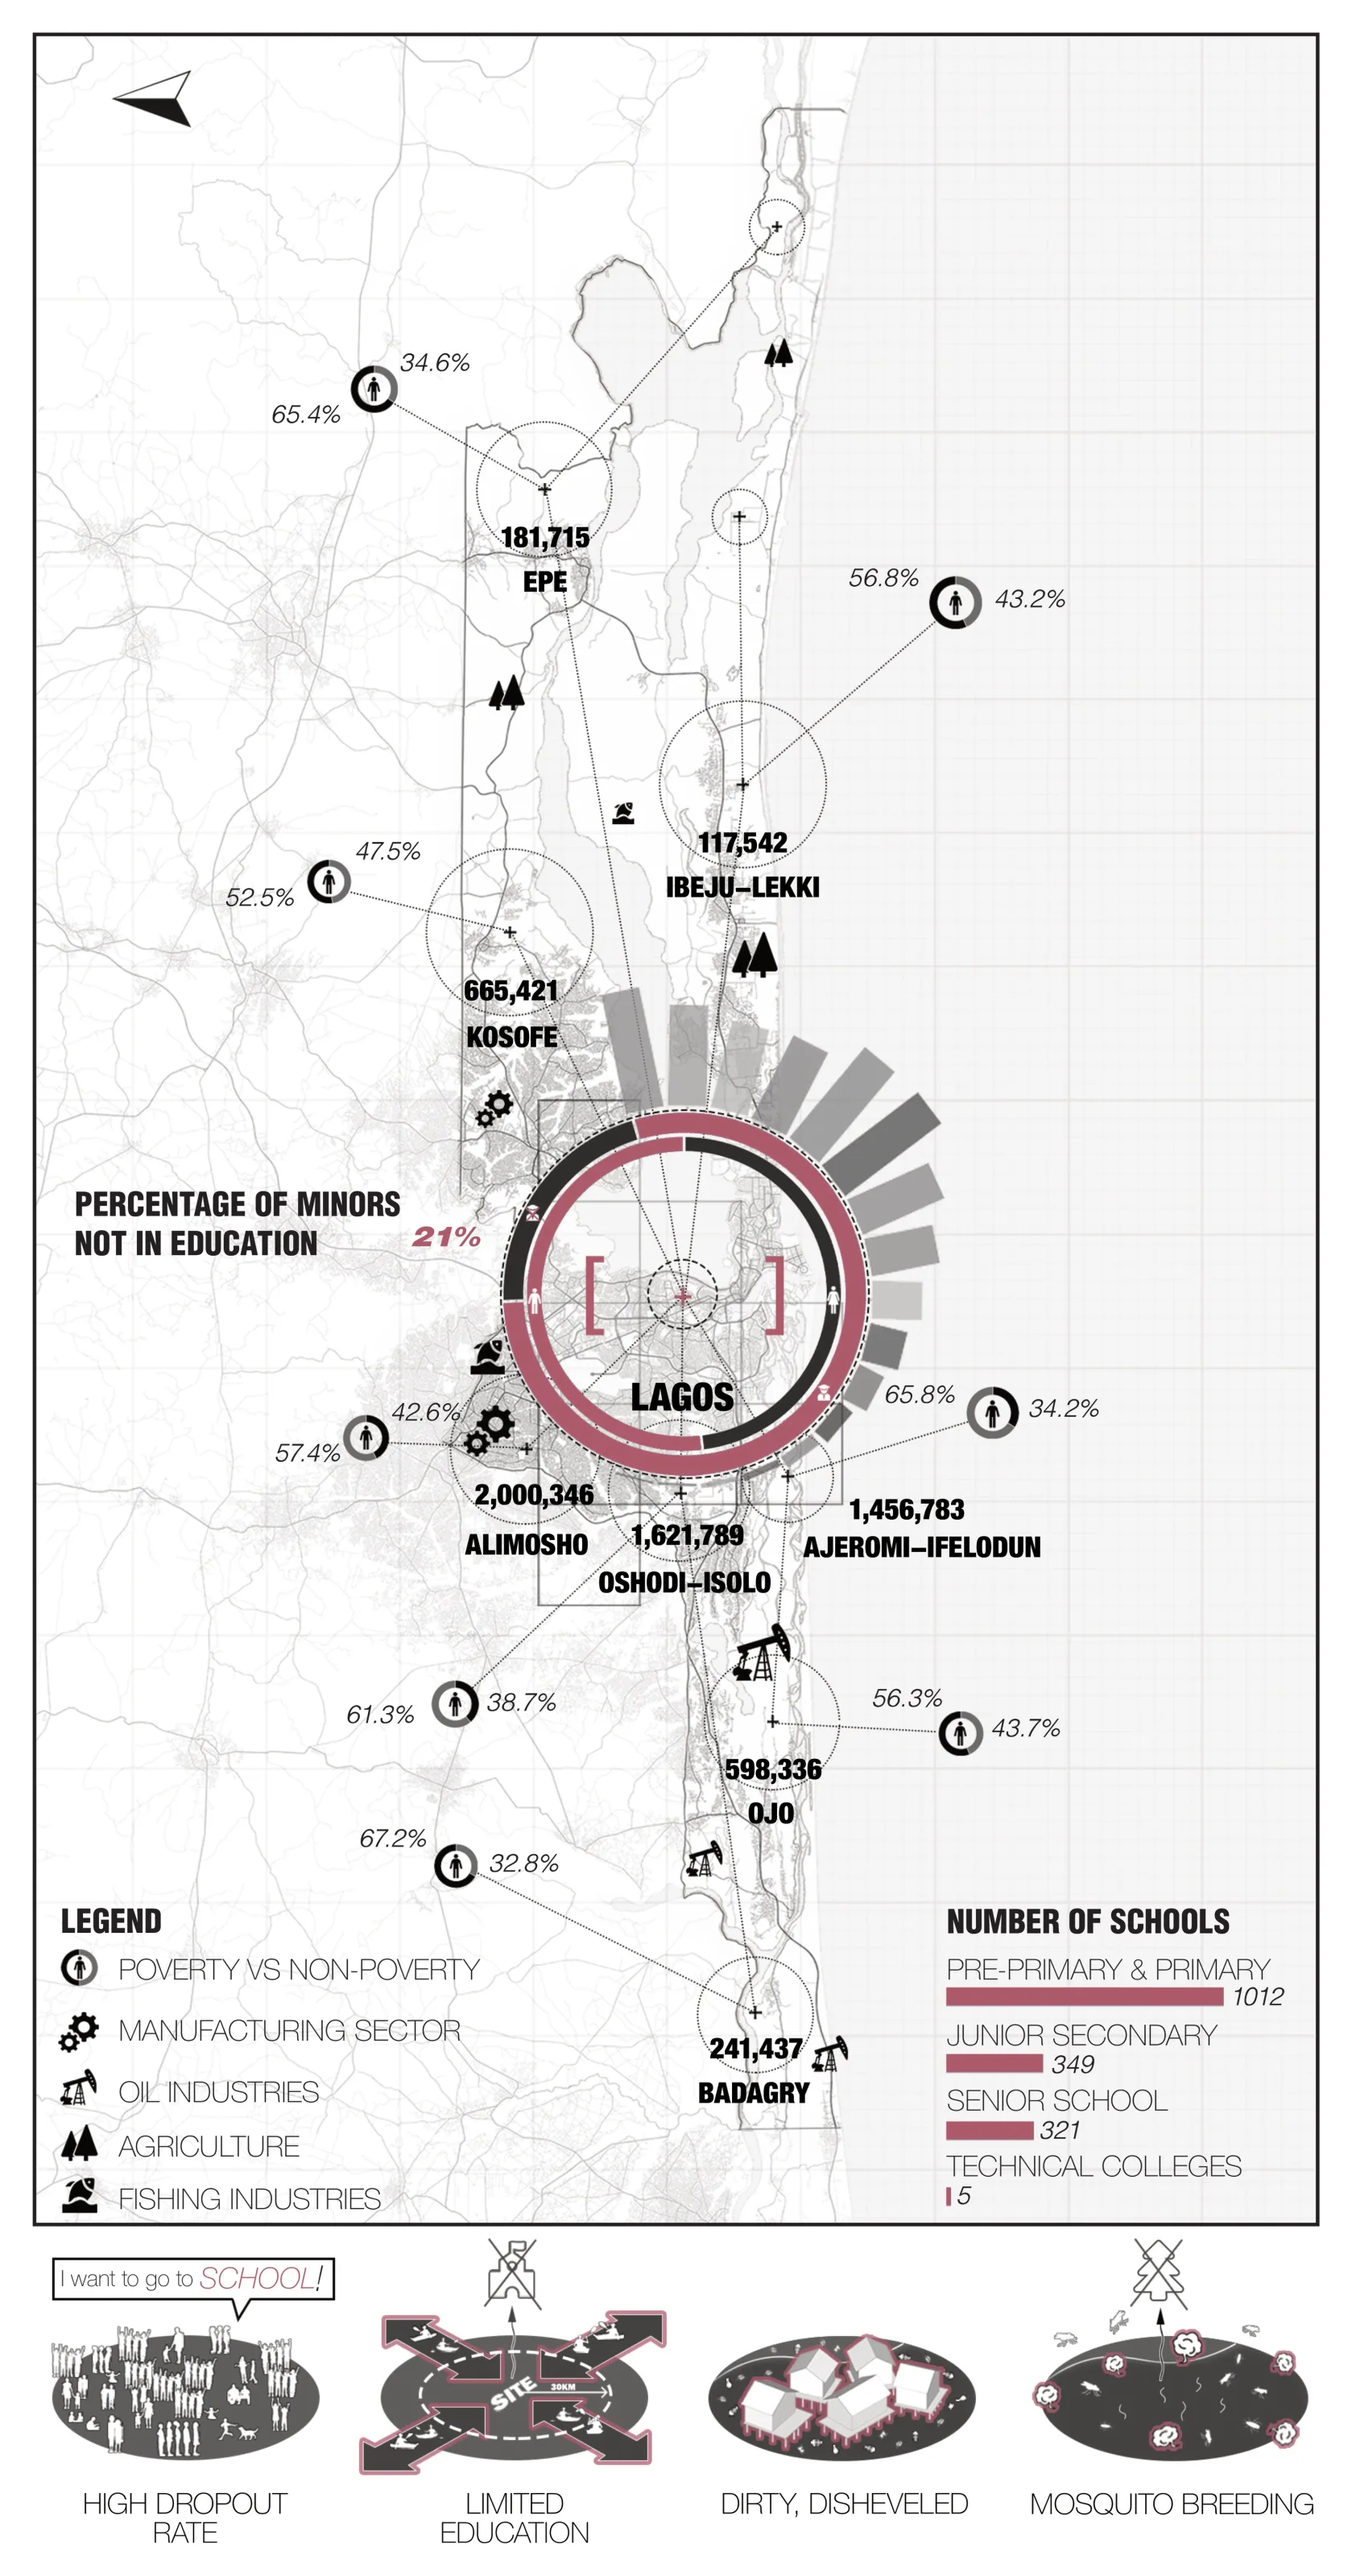 34.6%
65.4%
181,715
EPE
56.8%
43.2%
117,542
IBEJU–LEKKI
47.5%
52.5%
665,421
KOSOFE
PERCENTAGE OF MINORS
NOT IN EDUCATION
21%
LAGOS
42.6%
57.4%
2,000,346
ALIMOSHO
1,621,789
OSHODI–ISOLO
65.8%
34.2%
1,456,783
AJEROMI–IFELODUN
61.3%
38.7%
56.3%
43.7%
598,336
OJO
67.2%
32.8%
241,437
BADAGRY
LEGEND
POVERTY VS NON-POVERTY
MANUFACTURING SECTOR
OIL INDUSTRIES
AGRICULTURE
FISHING INDUSTRIES
NUMBER OF SCHOOLS
PRE-PRIMARY & PRIMARY
1012
JUNIOR SECONDARY
349
SENIOR SCHOOL
321
TECHNICAL COLLEGES
5
I want to go to SCHOOL!
SITE
30KM
HIGH DROPOUT
RATE
LIMITED
EDUCATION
DIRTY, DISHEVELED
MOSQUITO BREEDING